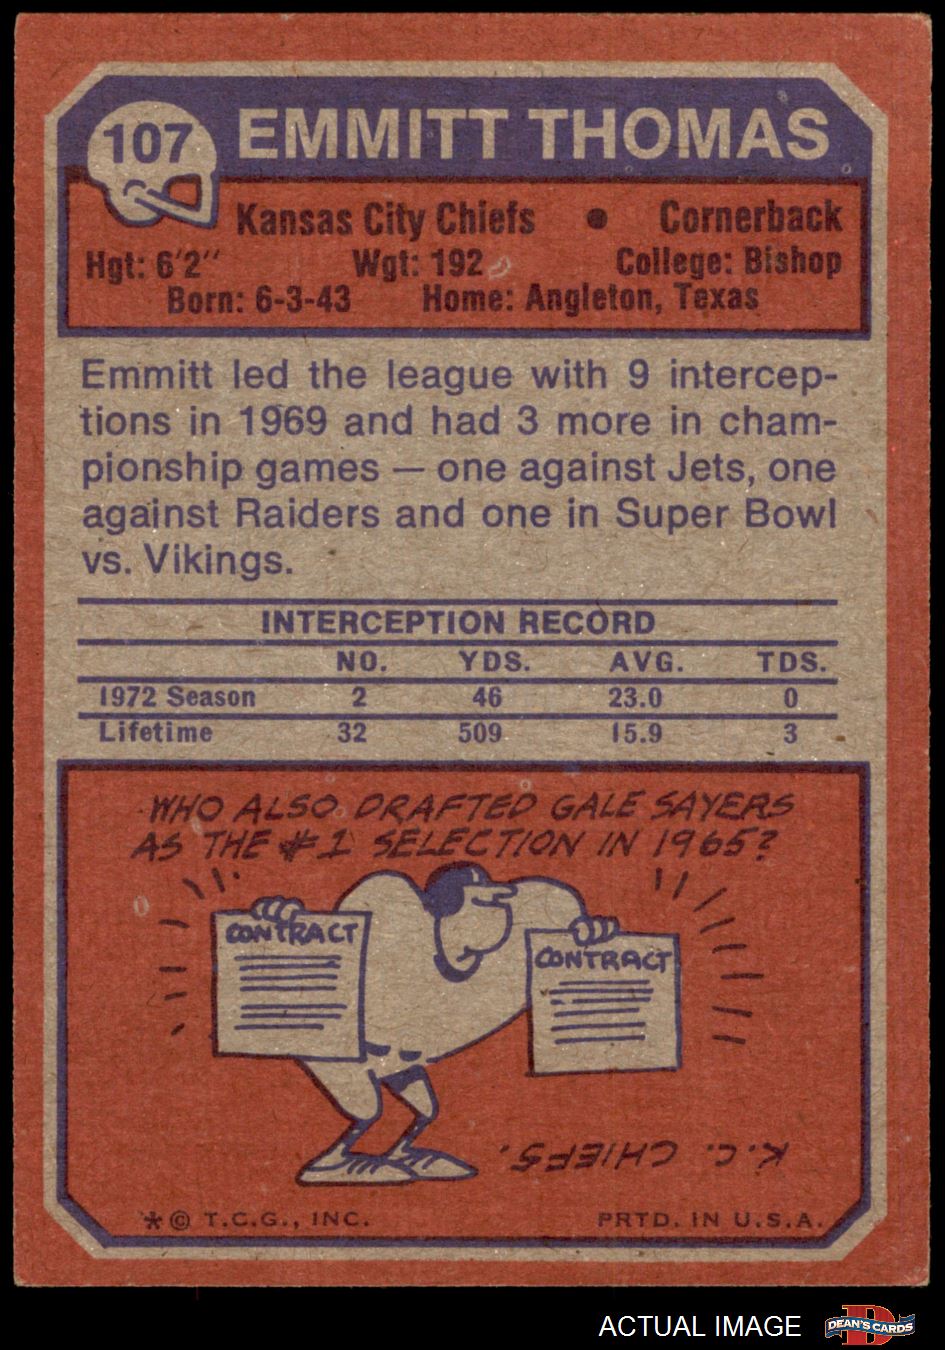 107 EMMITT THOMAS
Kansas City Chiefs • Cornerback
Hgt: 6'2" Wgt: 192 College: Bishop
Born: 6-3-43 Home: Angleton, Texas
Emmitt led the league with 9 intercep-
tions in 1969 and had 3 more in cham-
pionship games — one against Jets, one
against Raiders and one in Super Bowl
vs. Vikings.
INTERCEPTION RECORD
NO. YDS. AVG. TDS.
1972 Season 2 46 23.0 0
Lifetime 32 509 15.9 3
WHO ALSO DRAFTED GALE SAYERS
AS THE #1 SELECTION IN 1965?
CONTRACT
CONTRACT
K.C. CHIEFS.
* © T.C.G., INC. PRTD. IN U.S.A.
ACTUAL IMAGE D DEAN'S CARDS